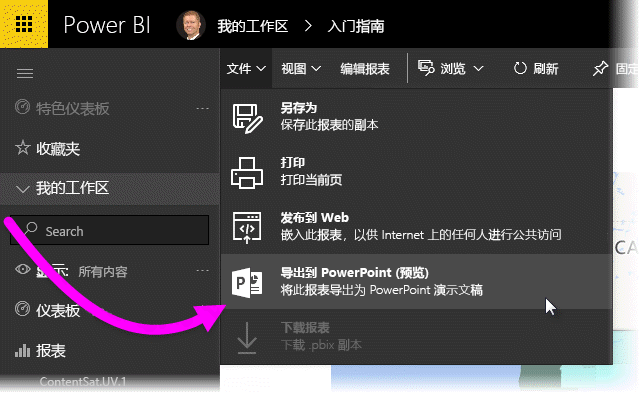 Power BI
我的工作区
入门指南
文件
视图
编辑报表
浏览
刷新
特色仪表板
收藏夹
我的工作区
Search
显示:
所有内容
仪表板
报表
ContentSat.UV.1
另存为
保存此报表的副本
打印
打印当前页
发布到 Web
嵌入此报表，以供 Internet 上的任何人进行公共访问
导出到 PowerPoint (预览)
将此报表导出为 PowerPoint 演示文稿
下载报表
下载 .pbix 副本
CA